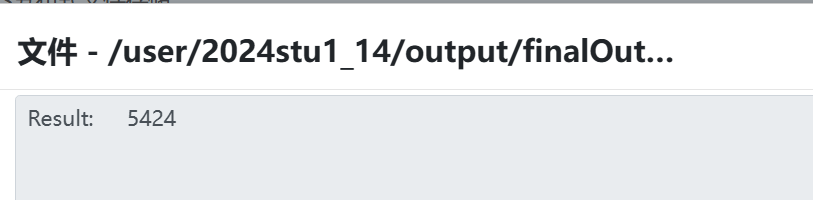 文件 - /user/2024stu1_14/output/finalOut...
Result: 5424